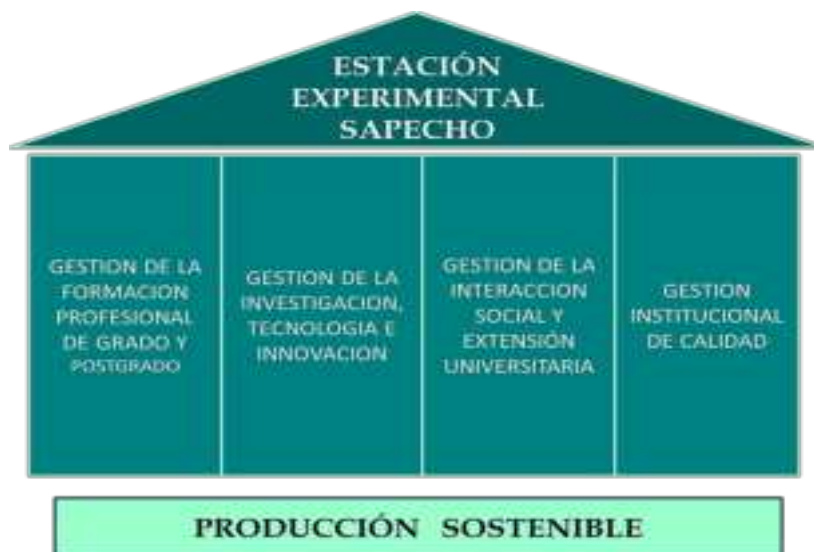 ESTACIÓN
EXPERIMENTAL
SAPECHO
GESTION DE LA
FORMACION
PROFESIONAL
DE GRADO Y
POSTGRADO
GESTION DE LA
INVESTIGACION,
TECNOLOGIA E
INNOVACION
GESTION DE LA
INTERACCION
SOCIAL Y
EXTENSIÓN
UNIVERSITARIA
GESTION
INSTITUCIONAL
DE CALIDAD
PRODUCCIÓN SOSTENIBLE